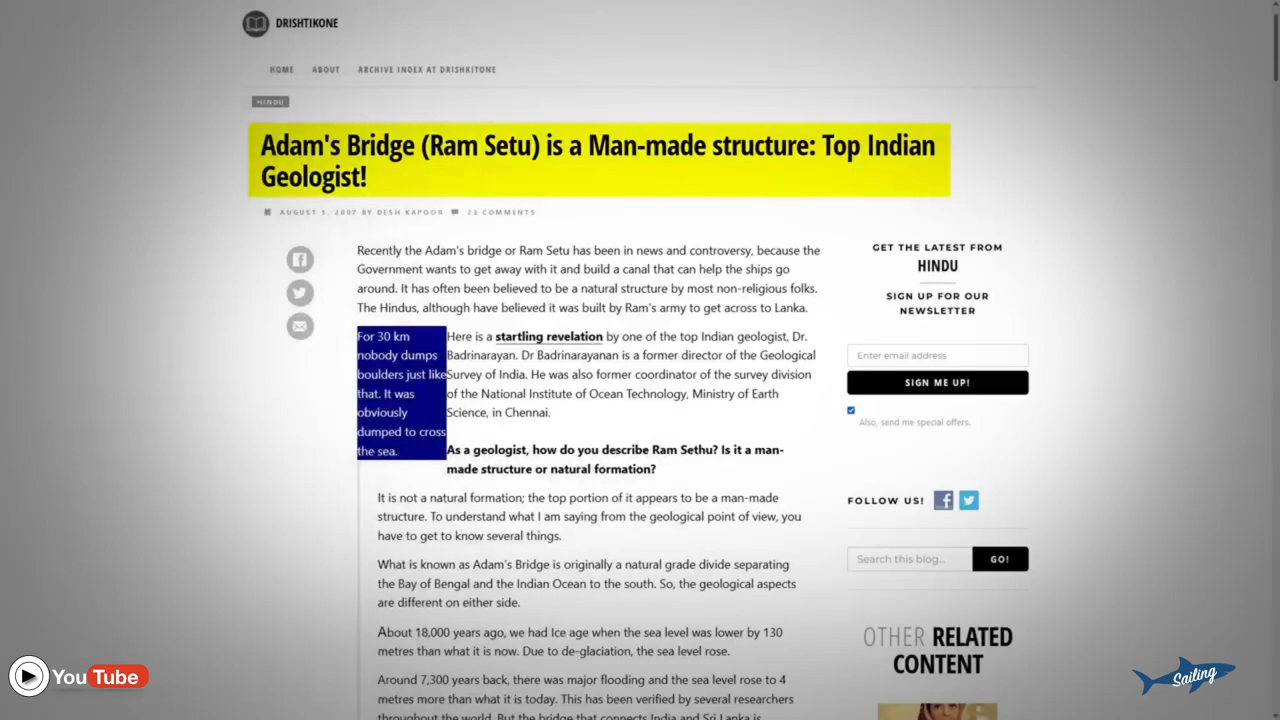 DRISHTIKONE
HOME ABOUT ARCHIVE INDEX AT DRISHKITONE
HINDU
Adam's Bridge (Ram Setu) is a Man-made structure: Top Indian
Geologist!
AUGUST 1, 2007 BY DESH KAPOOR 23 COMMENTS
Recently the Adam's bridge or Ram Setu has been in news and controversy, because the
Government wants to get away with it and build a canal that can help the ships go
around. It has often been believed to be a natural structure by most non-religious folks.
The Hindus, although have believed it was built by Ram's army to get across to Lanka.
For 30 km
nobody dumps
boulders just like
that. It was
obviously
dumped to cross
the sea.
Here is a startling revelation by one of the top Indian geologist, Dr.
Badrinarayan. Dr Badrinarayanan is a former director of the Geological
Survey of India. He was also former coordinator of the survey division
of the National Institute of Ocean Technology, Ministry of Earth
Science, in Chennai.
As a geologist, how do you describe Ram Sethu? Is it a man-
made structure or natural formation?
It is not a natural formation; the top portion of it appears to be a man-made
structure. To understand what I am saying from the geological point of view, you
have to get to know several things.
What is known as Adam's Bridge is originally a natural grade divide separating
the Bay of Bengal and the Indian Ocean to the south. So, the geological aspects
are different on either side.
About 18,000 years ago, we had Ice age when the sea level was lower by 130
metres than what it is now. Due to de-glaciation, the sea level rose.
Around 7,300 years back, there was major flooding and the sea level rose to 4
metres more than what it is today. This has been verified by several researchers
throughout the world. But the bridge that connects India and Sri Lanka is
GET THE LATEST FROM
HINDU
SIGN UP FOR OUR
NEWSLETTER
Enter email address
SIGN ME UP!
Also, send me special offers.
FOLLOW US!
Search this blog... GO!
OTHER RELATED
CONTENT
YouTube
Sailing